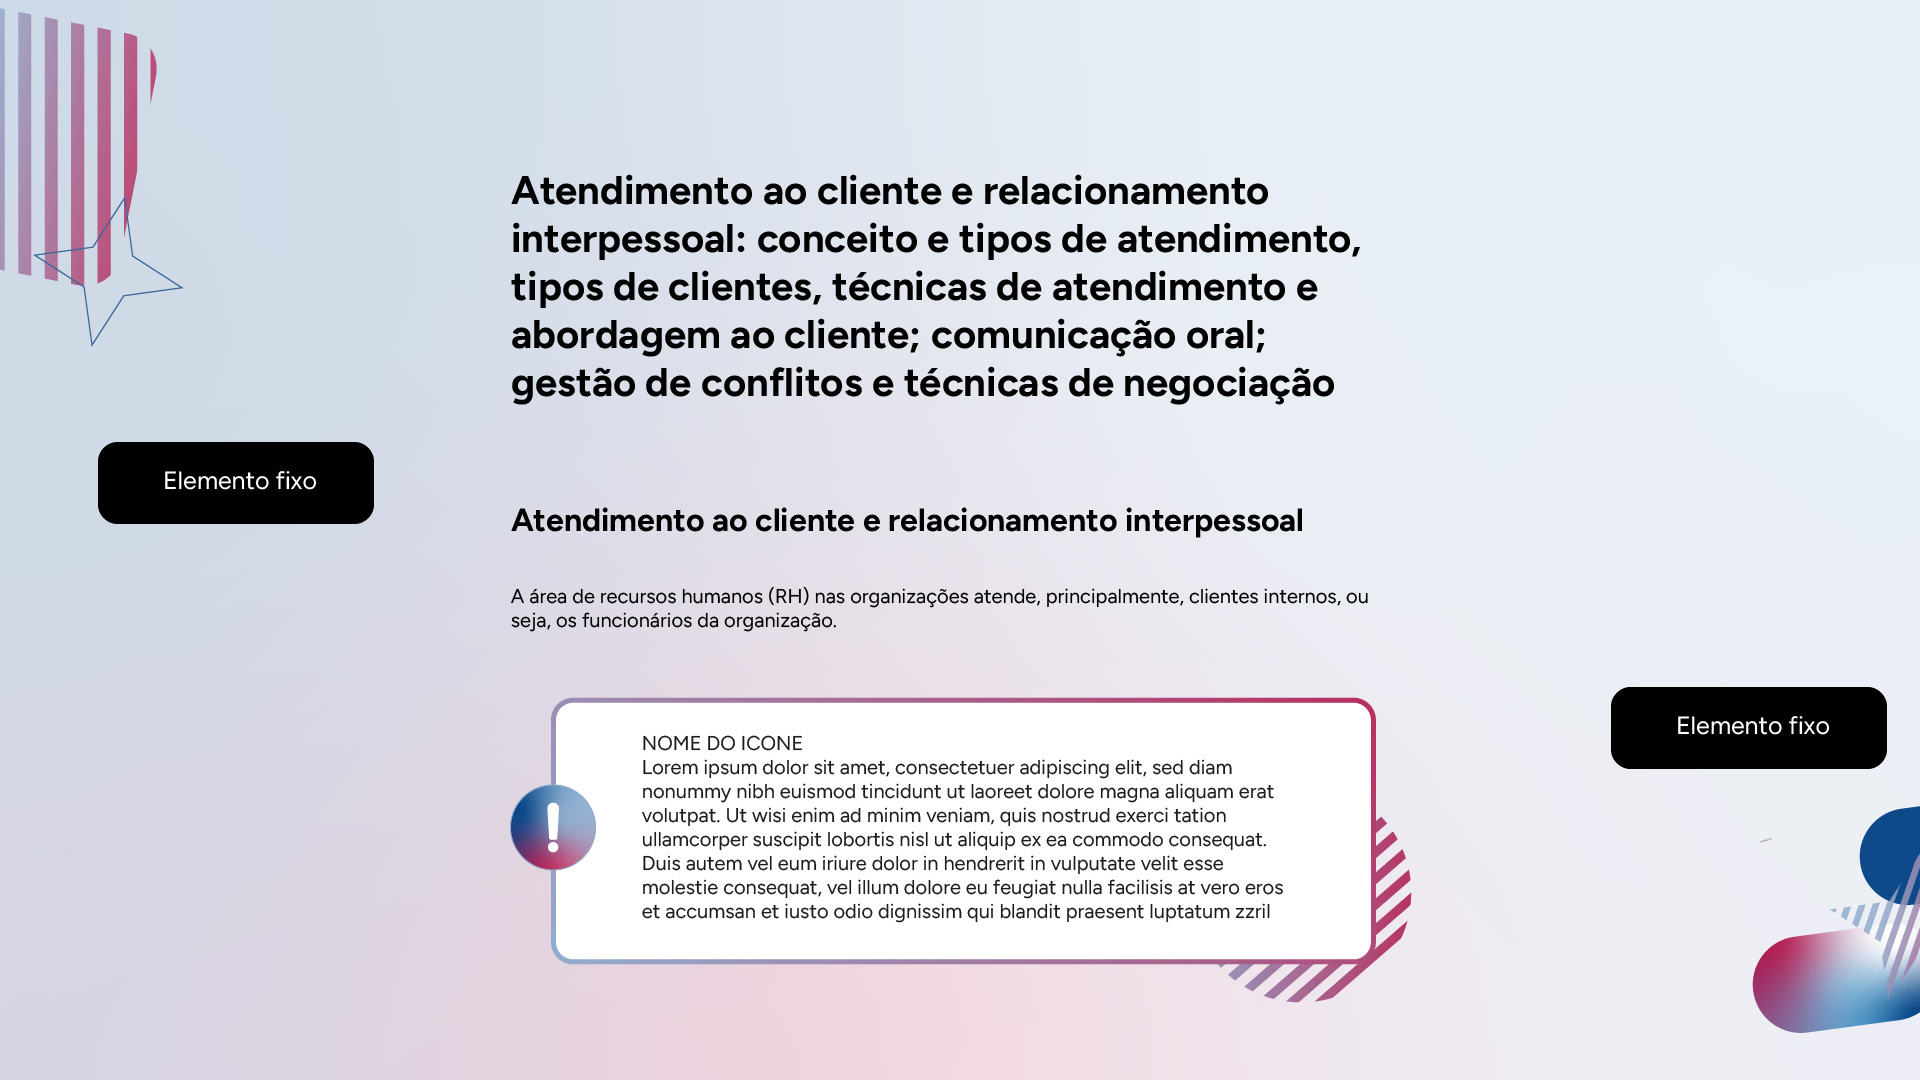 Atendimento ao cliente e relacionamento
interpessoal: conceito e tipos de atendimento,
tipos de clientes, técnicas de atendimento e
abordagem ao cliente; comunicação oral;
gestão de conflitos e técnicas de negociação
Elemento fixo
Atendimento ao cliente e relacionamento interpessoal
A área de recursos humanos (RH) nas organizações atende, principalmente, clientes internos, ou
seja, os funcionários da organização.
Elemento fixo
NOME DO ICONE
Lorem ipsum dolor sit amet, consectetuer adipiscing elit, sed diam
nonummy nibh euismod tincidunt ut laoreet dolore magna aliquam erat
volutpat. Ut wisi enim ad minim veniam, quis nostrud exerci tation
ullamcorper suscipit lobortis nisl ut aliquip ex ea commodo consequat.
Duis autem vel eum iriure dolor in hendrerit in vulputate velit esse
molestie consequat, vel illum dolore eu feugiat nulla facilisis at vero eros
et accumsan et iusto odio dignissim qui blandit praesent luptatum zzril